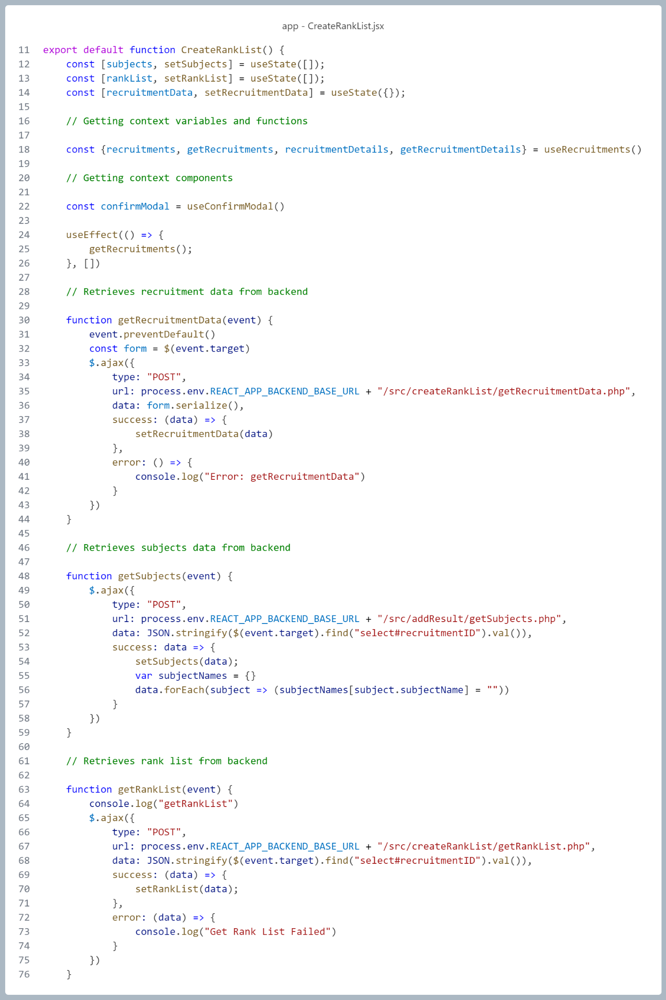 app - CreateRankList.jsx
11 export default function CreateRankList() {
12     const [subjects, setSubjects] = useState([]);
13     const [rankList, setRankList] = useState([]);
14     const [recruitmentData, setRecruitmentData] = useState({});
15
16     // Getting context variables and functions
17
18     const {recruitments, getRecruitments, recruitmentDetails, getRecruitmentDetails} = useRecruitments()
19
20     // Getting context components
21
22     const confirmModal = useConfirmModal()
23
24     useEffect(() => {
25         getRecruitments();
26     }, [])
27
28     // Retrieves recruitment data from backend
29
30     function getRecruitmentData(event) {
31         event.preventDefault()
32         const form = $(event.target)
33         $.ajax({
34             type: "POST",
35             url: process.env.REACT_APP_BACKEND_BASE_URL + "/src/createRankList/getRecruitmentData.php",
36             data: form.serialize(),
37             success: (data) => {
38                 setRecruitmentData(data)
39             },
40             error: () => {
41                 console.log("Error: getRecruitmentData")
42             }
43         })
44     }
45
46     // Retrieves subjects data from backend
47
48     function getSubjects(event) {
49         $.ajax({
50             type: "POST",
51             url: process.env.REACT_APP_BACKEND_BASE_URL + "/src/addResult/getSubjects.php",
52             data: JSON.stringify($(event.target).find("select#recruitmentID").val()),
53             success: data => {
54                 setSubjects(data);
55                 var subjectNames = {}
56                 data.forEach(subject => (subjectNames[subject.subjectName] = ""))
57             }
58         })
59     }
60
61     // Retrieves rank list from backend
62
63     function getRankList(event) {
64         console.log("getRankList")
65         $.ajax({
66             type: "POST",
67             url: process.env.REACT_APP_BACKEND_BASE_URL + "/src/createRankList/getRankList.php",
68             data: JSON.stringify($(event.target).find("select#recruitmentID").val()),
69             success: (data) => {
70                 setRankList(data);
71             },
72             error: (data) => {
73                 console.log("Get Rank List Failed")
74             }
75         })
76     }